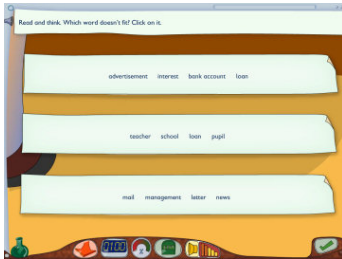 Read and think. Which word doesn't fit? Click on it.
advertisement interest bank account loan
teacher school loan pupil
mail management letter news